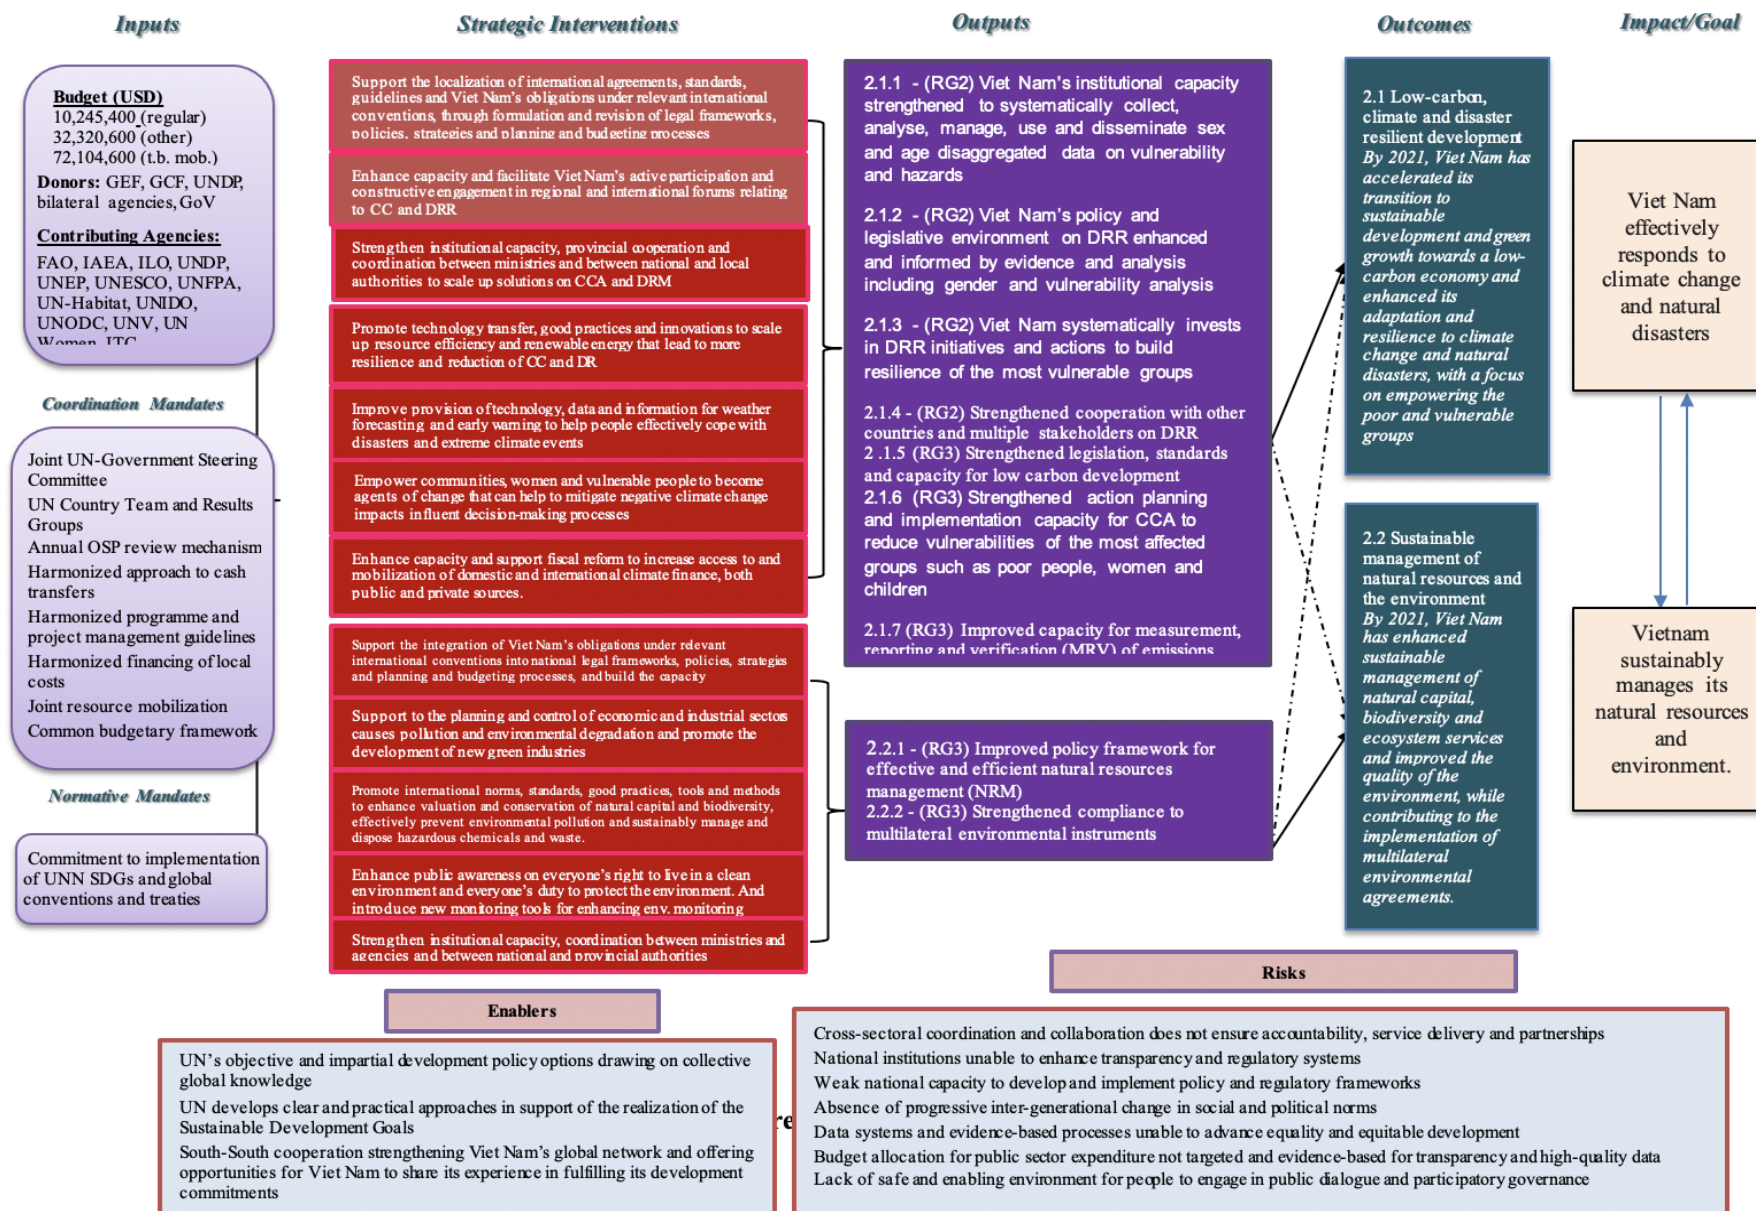 Inputs
Strategic Interventions
Outputs
Outcomes
Impact/Goal
Budget (USD)
10,245,400 (regular)
32,320,600 (other)
72,104,600 (t.b. mob.)
Donors: GEF, GCF, UNDP,
bilateral agencies, GoV
Contributing Agencies:
FAO, IAEA, ILO, UNDP,
UNEP, UNESCO, UNFPA,
UN-Habitat, UNIDO,
UNODC, UNV, UN
Women, ITC
Coordination Mandates
Joint UN-Government Steering
Committee
UN Country Team and Results
Groups
Annual OSP review mechanism
Harmonized approach to cash
transfers
Harmonized programme and
project management guidelines
Harmonized financing of local
costs
Joint resource mobilization
Common budgetary framework
Normative Mandates
Commitment to implementation
of UNN SDGs and global
conventions and treaties
Support the localization of international agreements, standards,
guidelines and Viet Nam's obligations under relevant international
conventions, through formulation and revision of legal frameworks,
policies. strategies and planning and budgeting processes
Enhance capacity and facilitate Viet Nam's active participation and
constructive engagement in regional and international forums relating
to CC and DRR
Strengthen institutional capacity, provincial cooperation and
coordination between ministries and between national and local
authorities to scale up solutions on CCA and DRM
Promote technology transfer, good practices and innovations to scale
up resource efficiency and renewable energy that lead to more
resilience and reduction of CC and DR
Improve provision of technology, data and information for weather
forecasting and early warning to help people effectively cope with
disasters and extreme climate events
Empower communities, women and vulnerable people to become
agents of change that can help to mitigate negative climate change
impacts influent decision-making processes
Enhance capacity and support fiscal reform to increase access to and
mobilization of domestic and international climate finance, both
public and private sources.
Support the integration of Viet Nam's obligations under relevant
international conventions into national legal frameworks, policies, strategies
and planning and budgeting processes, and build the capacity
Support to the planning and control of economic and industrial sectors
causes pollution and environmental degradation and promote the
development of new green industries
Promote international norms, standards, good practices, tools and methods
to enhance valuation and conservation of natural capital and biodiversity,
effectively prevent environmental pollution and sustainably manage and
dispose hazardous chemicals and waste.
Enhance public awareness on everyone's right to live in a clean
environment and everyone's duty to protect the environment. And
introduce new monitoring tools for enhancing env. monitoring
Strengthen institutional capacity, coordination between ministries and
agencies and between national and provincial authorities
2.1.1 - (RG2) Viet Nam's institutional capacity
strengthened to systematically collect,
analyse, manage, use and disseminate sex
and age disaggregated data on vulnerability
and hazards
2.1.2 - (RG2) Viet Nam's policy and
legislative environment on DRR enhanced
and informed by evidence and analysis
including gender and vulnerability analysis
2.1.3 - (RG2) Viet Nam systematically invests
in DRR initiatives and actions to build
resilience of the most vulnerable groups
2.1.4 - (RG2) Strengthened cooperation with other
countries and multiple stakeholders on DRR
2 .1.5 (RG3) Strengthened legislation, standards
and capacity for low carbon development
2.1.6 (RG3) Strengthened action planning
and implementation capacity for CCA to
reduce vulnerabilities of the most affected
groups such as poor people, women and
children
2.1.7 (RG3) Improved capacity for measurement,
reporting and verification (MRV) of emissions
2.2.1 - (RG3) Improved policy framework for
effective and efficient natural resources
management (NRM)
2.2.2 - (RG3) Strengthened compliance to
multilateral environmental instruments
2.1 Low-carbon,
climate and disaster
resilient development
By 2021, Viet Nam has
accelerated its
transition to
sustainable
development and green
growth towards a low-
carbon economy and
enhanced its
adaptation and
resilience to climate
change and natural
disasters, with a focus
on empowering the
poor and vulnerable
groups
2.2 Sustainable
management of
natural resources and
the environment
By 2021, Viet Nam
has enhanced
sustainable
management of
natural capital,
biodiversity and
ecosystem services
and improved the
quality of the
environment, while
contributing to the
implementation of
multilateral
environmental
agreements.
Viet Nam
effectively
responds to
climate change
and natural
disasters
Vietnam
sustainably
manages its
natural resources
and
environment.
Enablers
UN's objective and impartial development policy options drawing on collective
global knowledge
UN develops clear and practical approaches in support of the realization of the
Sustainable Development Goals
South-South cooperation strengthening Viet Nam's global network and offering
opportunities for Viet Nam to share its experience in fulfilling its development
commitments
re
Risks
Cross-sectoral coordination and collaboration does not ensure accountability, service delivery and partnerships
National institutions unable to enhance transparency and regulatory systems
Weak national capacity to develop and implement policy and regulatory frameworks
Absence of progressive inter-generational change in social and political norms
Data systems and evidence-based processes unable to advance equality and equitable development
Budget allocation for public sector expenditure not targeted and evidence-based for transparency and high-quality data
Lack of safe and enabling environment for people to engage in public dialogue and participatory governance